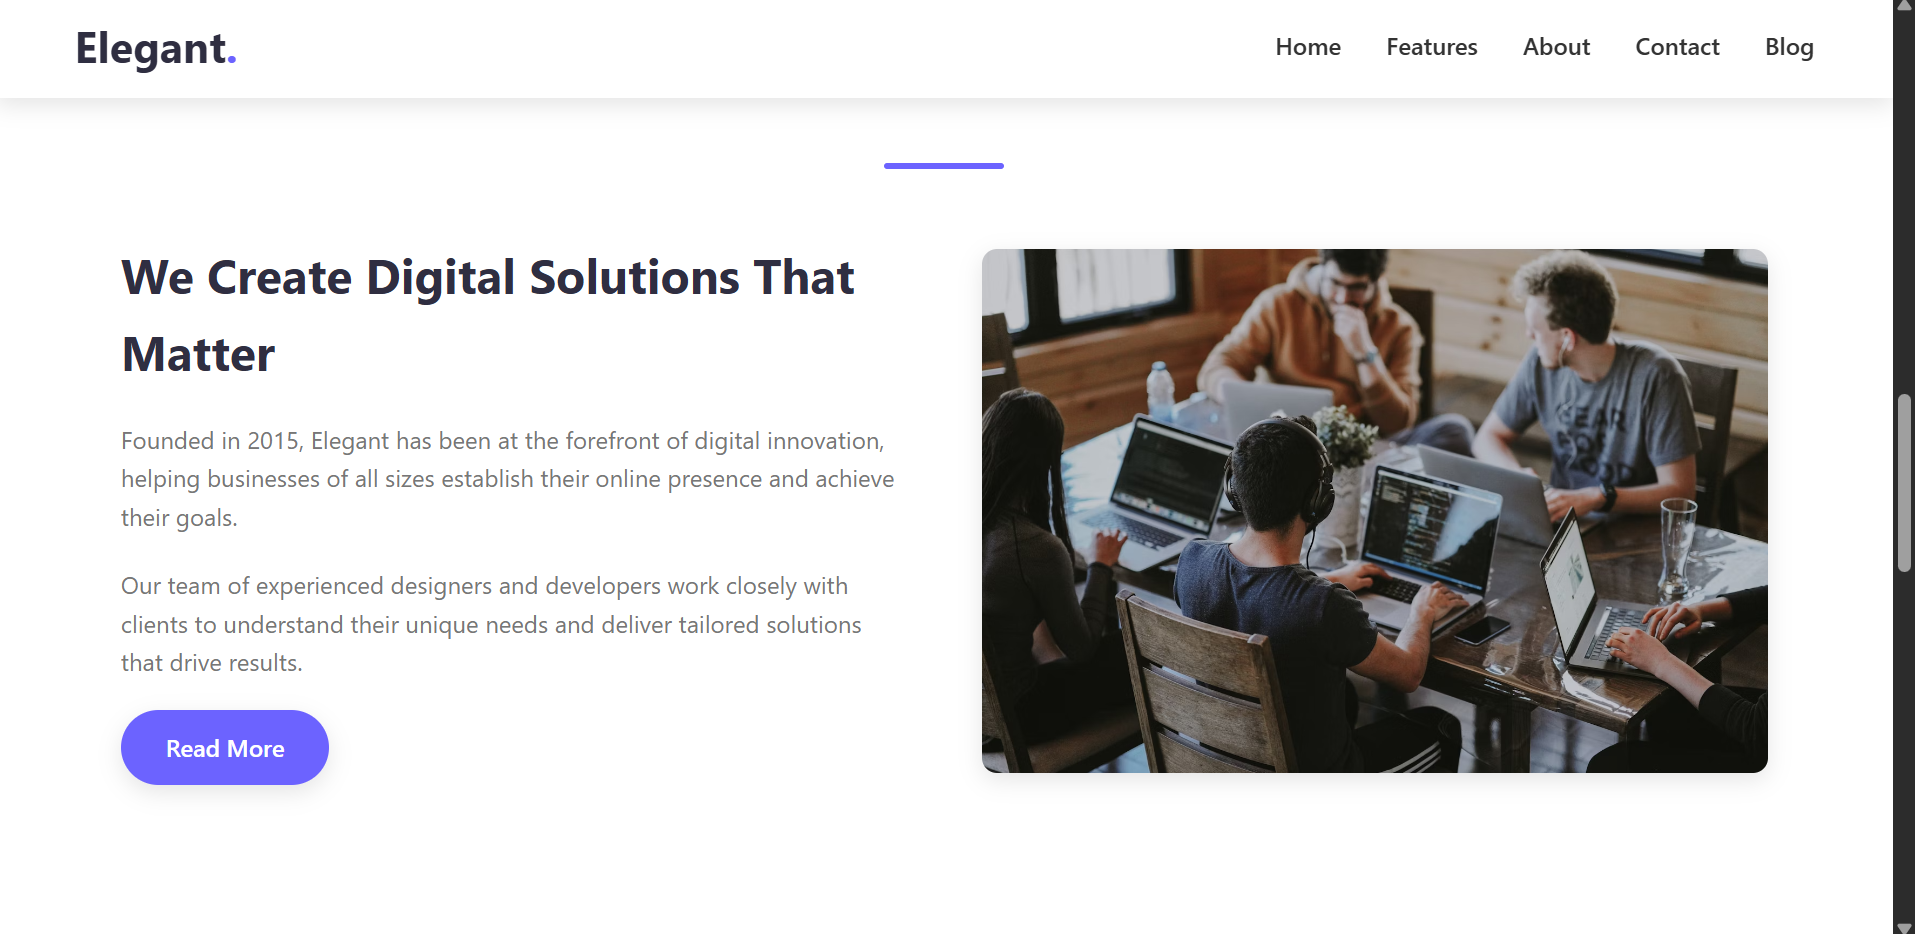 Elegant.
Home Features About Contact Blog
We Create Digital Solutions That
Matter
Founded in 2015, Elegant has been at the forefront of digital innovation,
helping businesses of all sizes establish their online presence and achieve
their goals.
Our team of experienced designers and developers work closely with
clients to understand their unique needs and deliver tailored solutions
that drive results.
Read More